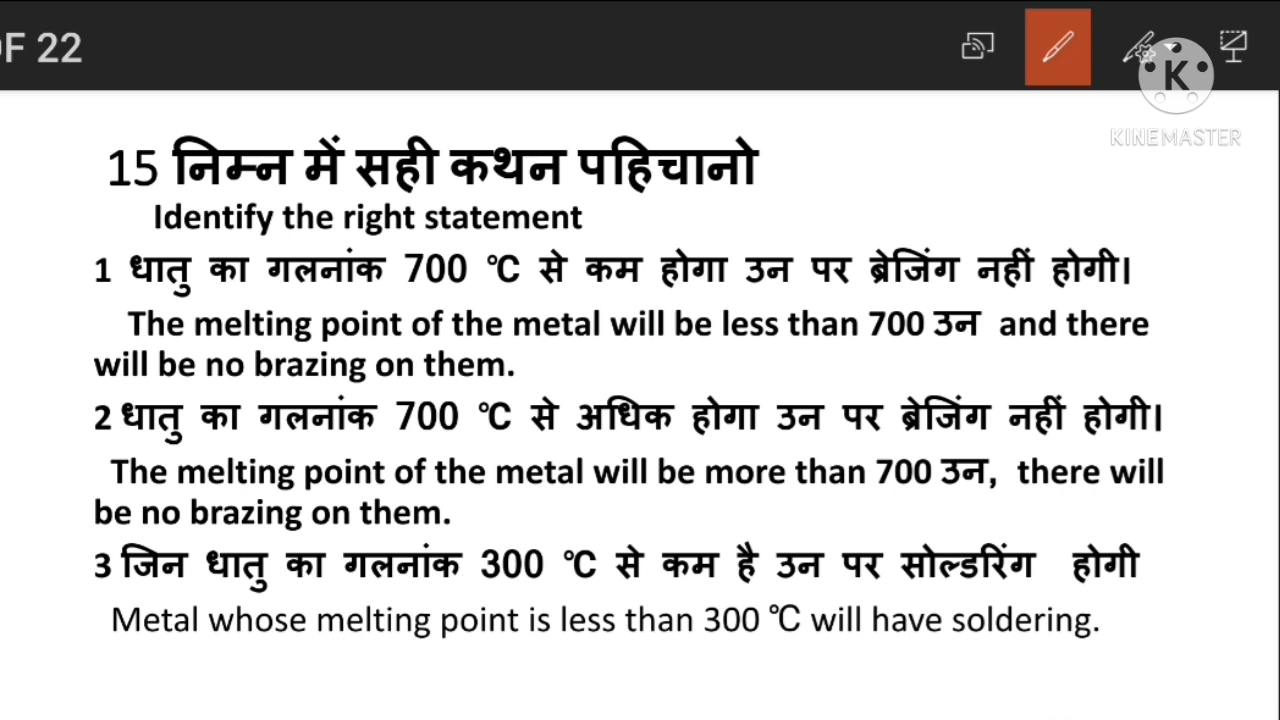 OF 22
K
KINEMASTER
15 निम्न में सही कथन पहिचानो
Identify the right statement
1 धातु का गलनांक 700 ℃ से कम होगा उन पर ब्रेजिंग नहीं होगी।
The melting point of the metal will be less than 700 उन and there
will be no brazing on them.
2 धातु का गलनांक 700 ℃ से अधिक होगा उन पर ब्रेजिंग नहीं होगी।
The melting point of the metal will be more than 700 उन, there will
be no brazing on them.
3 जिन धातु का गलनांक 300 ℃ से कम है उन पर सोल्डरिंग होगी
Metal whose melting point is less than 300 ℃ will have soldering.